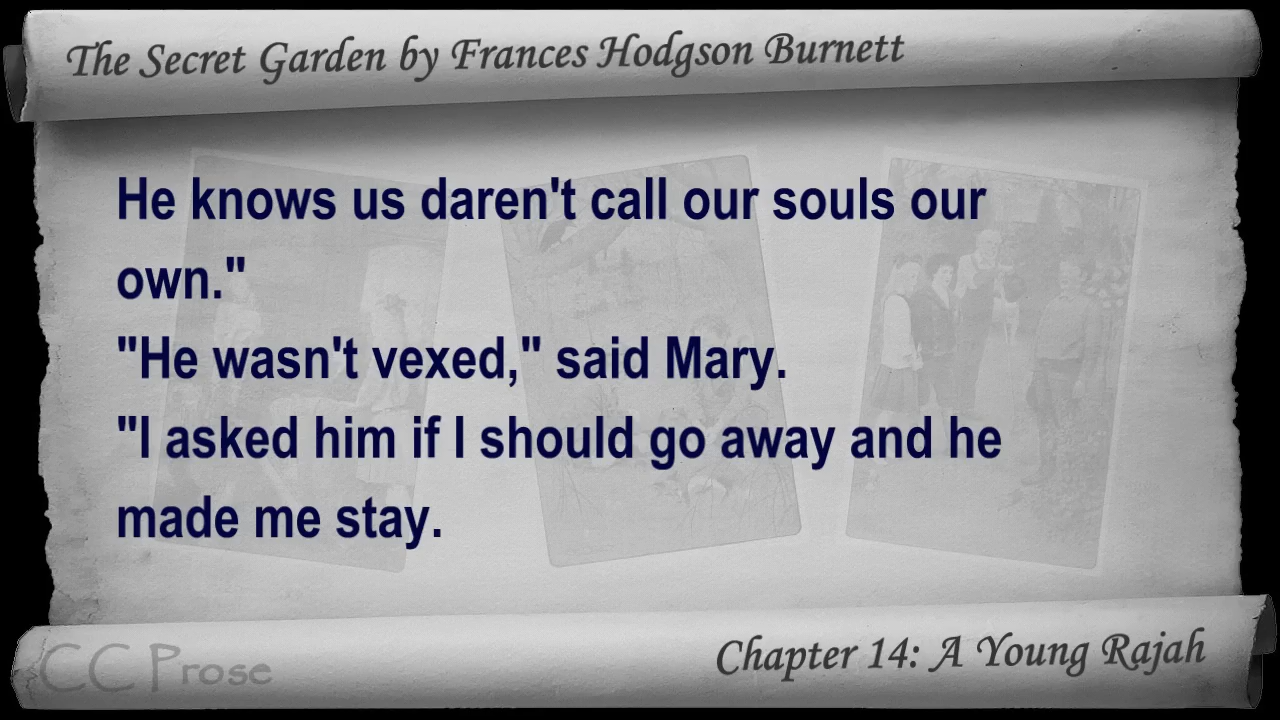 The Secret Garden by Frances Hodgson Burnett
He knows us daren't call our souls our
own."
"He wasn't vexed," said Mary.
"I asked him if I should go away and he
made me stay.
CC Prose
Chapter 14: A Young Rajah